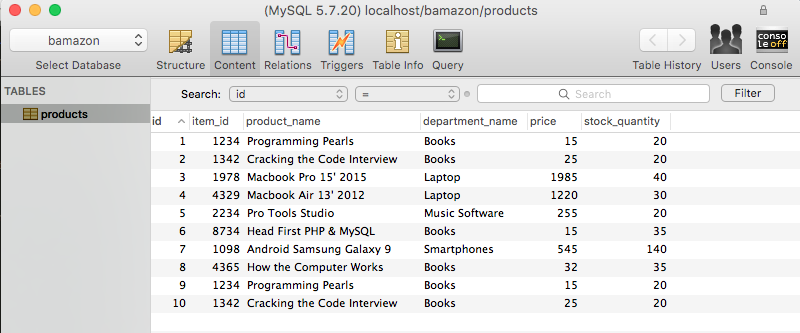 (MySQL 5.7.20) localhost/bamazon/products
bamazon
conso
le off
Select Database Structure Content Relations Triggers Table Info Query Table History Users Console
TABLES
products
Search: id = Search Filter
id item_id product_name department_name price stock_quantity
1 1234 Programming Pearls Books 15 20
2 1342 Cracking the Code Interview Books 25 20
3 1978 Macbook Pro 15' 2015 Laptop 1985 40
4 4329 Macbook Air 13' 2012 Laptop 1220 30
5 2234 Pro Tools Studio Music Software 255 20
6 8734 Head First PHP & MySQL Books 15 35
7 1098 Android Samsung Galaxy 9 Smartphones 545 140
8 4365 How the Computer Works Books 32 35
9 1234 Programming Pearls Books 15 20
10 1342 Cracking the Code Interview Books 25 20